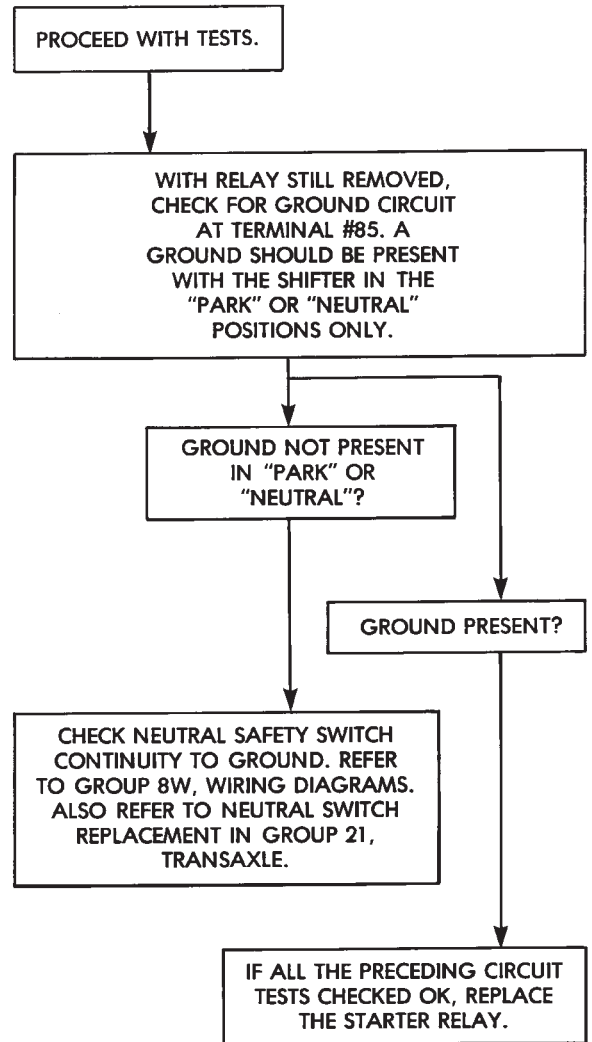 PROCEED WITH TESTS.
WITH RELAY STILL REMOVED,
CHECK FOR GROUND CIRCUIT
AT TERMINAL #85. A
GROUND SHOULD BE PRESENT
WITH THE SHIFTER IN THE
"PARK" OR "NEUTRAL"
POSITIONS ONLY.
GROUND NOT PRESENT
IN "PARK" OR
"NEUTRAL"?
GROUND PRESENT?
CHECK NEUTRAL SAFETY SWITCH
CONTINUITY TO GROUND. REFER
TO GROUP 8W, WIRING DIAGRAMS.
ALSO REFER TO NEUTRAL SWITCH
REPLACEMENT IN GROUP 21,
TRANSAXLE.
IF ALL THE PRECEDING CIRCUIT
TESTS CHECKED OK, REPLACE
THE STARTER RELAY.